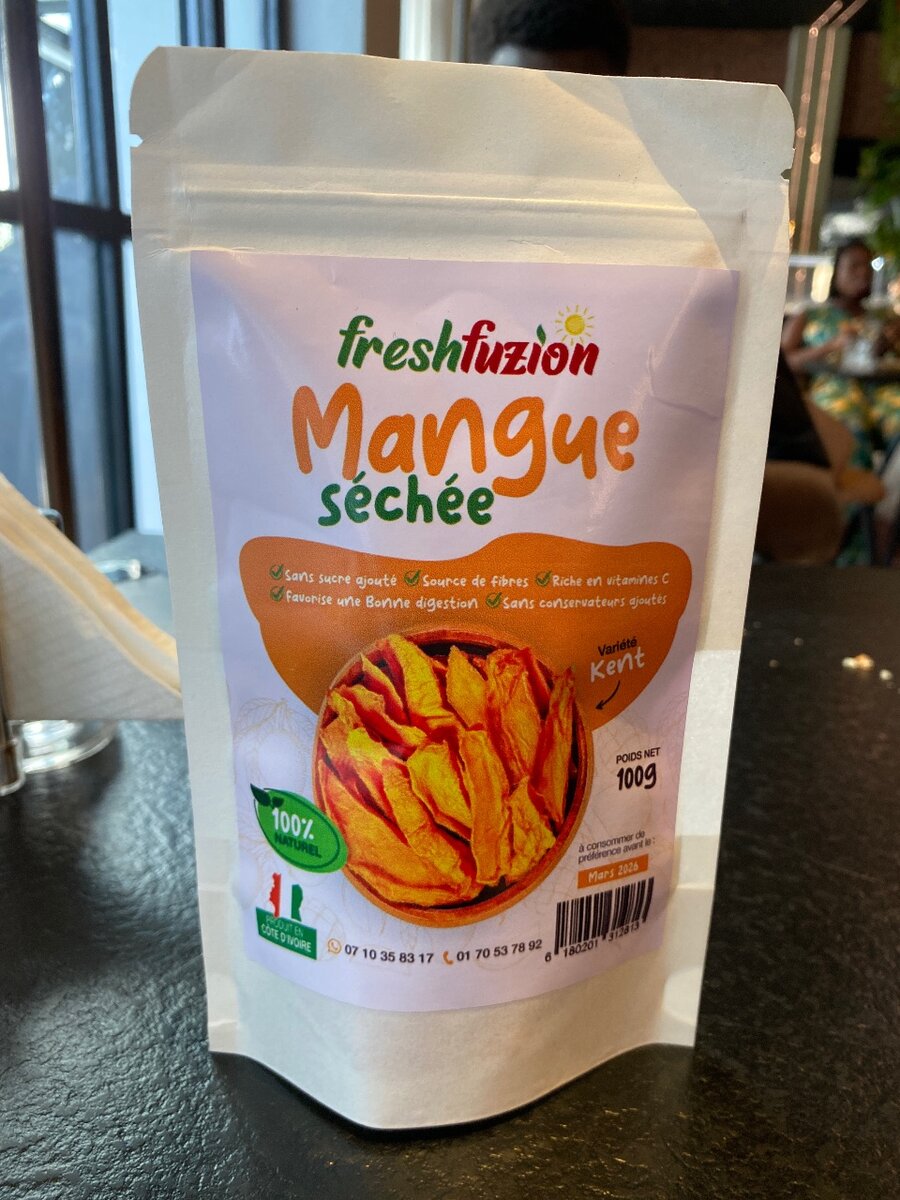 freshfuzion
Mangue
séchée
Sans sucre ajouté Source de fibres Riche en vitamines C
Favorise une Bonne digestion Sans conservateurs ajoutés
Variété
Kent
POIDS NET
100g
100%
NATUREL
à consommer de
préférence avant le :
Mars 2026
PRODUIT EN
CÔTE D'IVOIRE
07 10 35 83 17 01 70 53 78 92
6 180201 312813